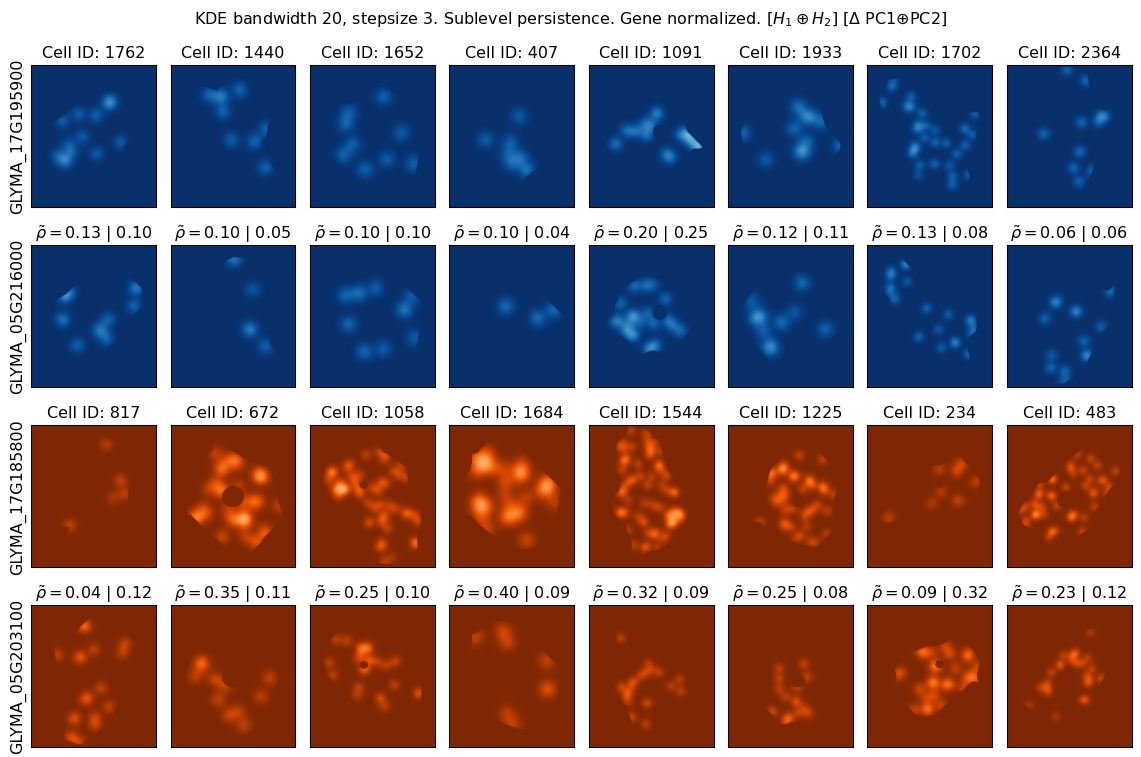 KDE bandwidth 20, stepsize 3. Sublevel persistence. Gene normalized. [H₁ ⊕ H₂] [Δ PC1⊕PC2]
Cell ID: 1762 Cell ID: 1440 Cell ID: 1652 Cell ID: 407 Cell ID: 1091 Cell ID: 1933 Cell ID: 1702 Cell ID: 2364
GLYMA_17G195900
ρ̃ = 0.13 | 0.10 ρ̃ = 0.10 | 0.05 ρ̃ = 0.10 | 0.10 ρ̃ = 0.10 | 0.04 ρ̃ = 0.20 | 0.25 ρ̃ = 0.12 | 0.11 ρ̃ = 0.13 | 0.08 ρ̃ = 0.06 | 0.06
GLYMA_05G216000
Cell ID: 817 Cell ID: 672 Cell ID: 1058 Cell ID: 1684 Cell ID: 1544 Cell ID: 1225 Cell ID: 234 Cell ID: 483
GLYMA_17G185800
ρ̃ = 0.04 | 0.12 ρ̃ = 0.35 | 0.11 ρ̃ = 0.25 | 0.10 ρ̃ = 0.40 | 0.09 ρ̃ = 0.32 | 0.09 ρ̃ = 0.25 | 0.08 ρ̃ = 0.09 | 0.32 ρ̃ = 0.23 | 0.12
GLYMA_05G203100